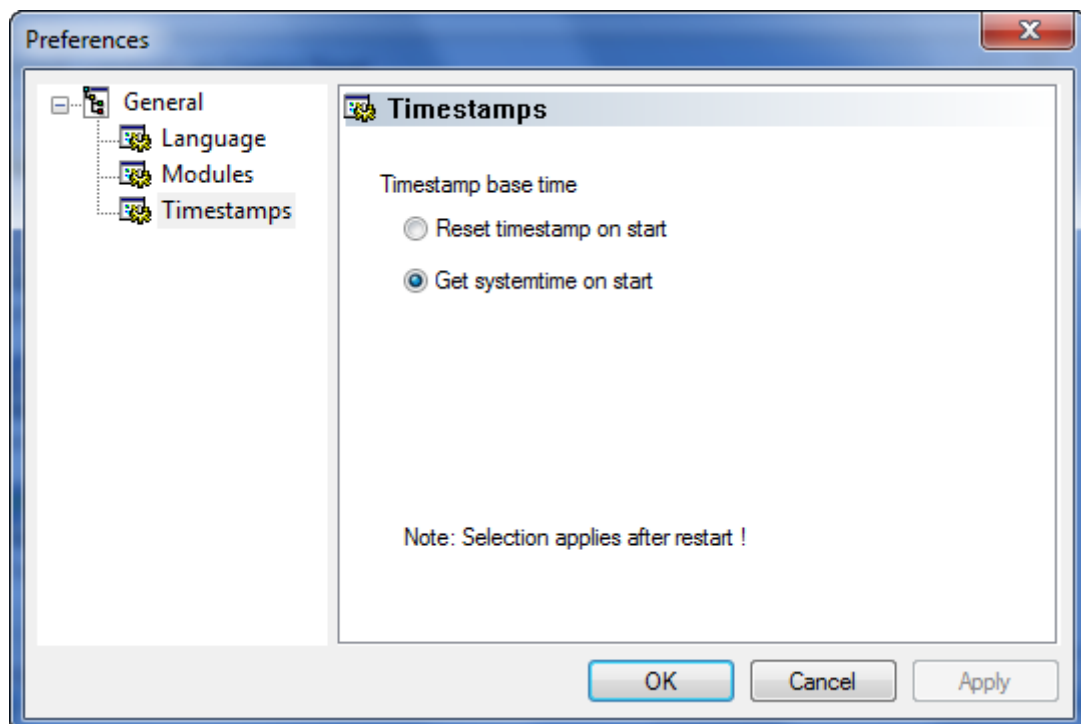 Preferences
General
Language
Modules
Timestamps
Timestamps
Timestamp base time
Reset timestamp on start
Get systemtime on start
Note: Selection applies after restart !
OK
Cancel
Apply